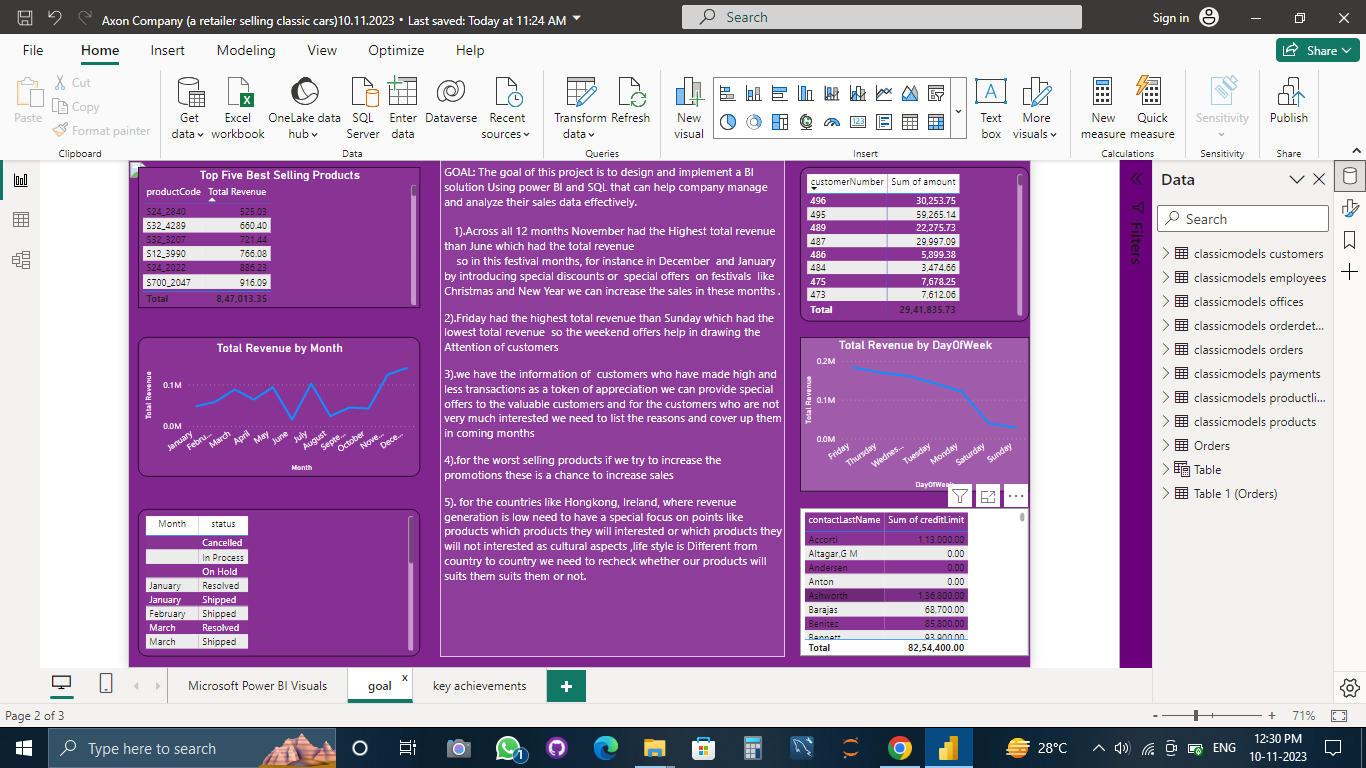 Axon Company (a retailer selling classic cars)10.11.2023 • Last saved: Today at 11:24 AM
Search
Sign in
File Home Insert Modeling View Optimize Help
Share
Paste
Cut
Copy
Format painter
Get data
Excel workbook
OneLake data hub
SQL Server
Enter data
Dataverse
Recent sources
Transform data
Refresh
New visual
Text box
More visuals
New measure
Quick measure
Sensitivity
Publish
Clipboard Data Queries Insert Calculations Sensitivity Share
Top Five Best Selling Products
productCode Total Revenue
S24_2840 525.03
S32_4289 660.40
S32_3207 721.44
S12_3990 766.08
S24_2022 886.23
S700_2047 916.09
Total 8,47,013.35
Total Revenue by Month
Total Revenue
0.1M
0.0M
January Febru... March April May June July August Septe... October Nove... Dece...
Month
Month status
Cancelled
In Process
On Hold
January Resolved
January Shipped
February Shipped
March Resolved
March Shipped
GOAL: The goal of this project is to design and implement a BI
solution Using power BI and SQL that can help company manage
and analyze their sales data effectively.
1).Across all 12 months November had the Highest total revenue
than June which had the total revenue
so in this festival months, for instance in December and January
by introducing special discounts or special offers on festivals like
Christmas and New Year we can increase the sales in these months .
2).Friday had the highest total revenue than Sunday which had the
lowest total revenue so the weekend offers help in drawing the
Attention of customers
3).we have the information of customers who have made high and
less transactions as a token of appreciation we can provide special
offers to the valuable customers and for the customers who are not
very much interested we need to list the reasons and cover up them
in coming months
4).for the worst selling products if we try to increase the
promotions these is a chance to increase sales
5). for the countries like Hongkong, Ireland, where revenue
generation is low need to have a special focus on points like
products which products they will interested or which products they
will not interested as cultural aspects ,life style is Different from
country to country we need to recheck whether our products will
suits them suits them or not.
customerNumber Sum of amount
496 30,253.75
495 59,265.14
489 22,275.73
487 29,997.09
486 5,899.38
484 3,474.66
475 7,678.25
473 7,612.06
Total 29,41,835.73
Total Revenue by DayOfWeek
Total Revenue
0.2M
0.1M
0.0M
Friday Thursday Wednes... Tuesday Monday Saturday Sunday
DayOfWeek
contactLastName Sum of creditLimit
Accorti 1,13,000.00
Altagar,G M 0.00
Andersen 0.00
Anton 0.00
Ashworth 1,36,800.00
Barajas 68,700.00
Benitez 85,800.00
Bennett 93,900.00
Total 82,54,400.00
Filters
Data
Search
classicmodels customers
classicmodels employees
classicmodels offices
classicmodels orderdet...
classicmodels orders
classicmodels payments
classicmodels productli...
classicmodels products
Orders
Table
Table 1 (Orders)
Microsoft Power BI Visuals goal x key achievements +
Page 2 of 3
- + 71%
Type here to search
1
28°C
ENG
12:30 PM
10-11-2023